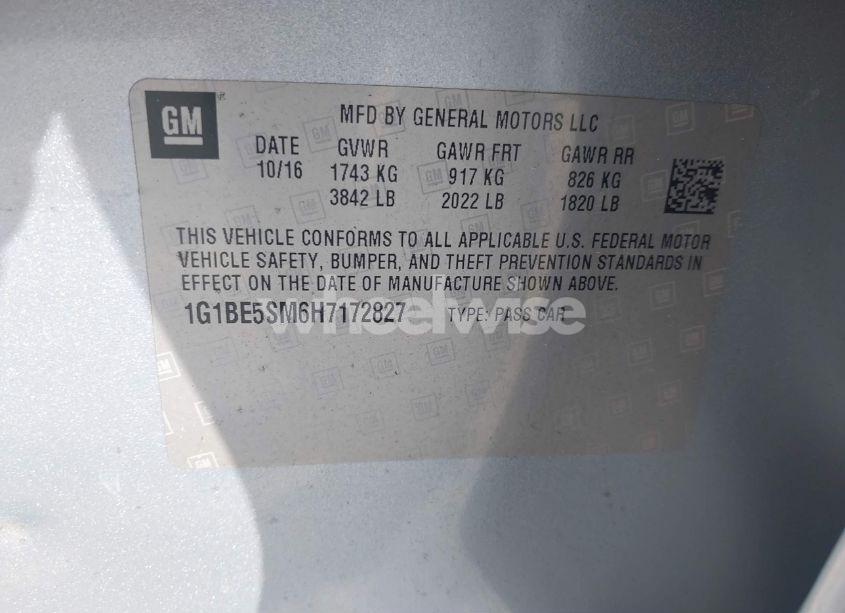 GM
MFD BY GENERAL MOTORS LLC
DATE GVWR GAWR FRT GAWR RR
10/16 1743 KG 917 KG 826 KG
3842 LB 2022 LB 1820 LB
THIS VEHICLE CONFORMS TO ALL APPLICABLE U.S. FEDERAL MOTOR
VEHICLE SAFETY, BUMPER, AND THEFT PREVENTION STANDARDS IN
EFFECT ON THE DATE OF MANUFACTURE SHOWN ABOVE.
1G1BE5SM6H7172827 TYPE: PASS CAR
wheelwise